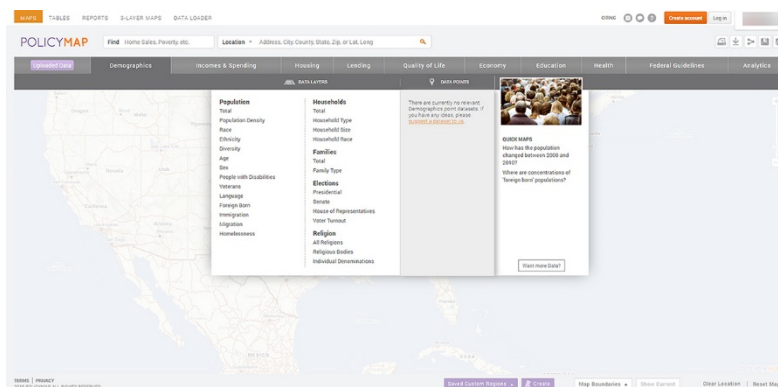 MAPS TABLES REPORTS 3-LAYER MAPS DATA LOADER
Create account Log in
POLICYMAP Find Home Sales, Poverty, etc. Location Address, City, County, State, Zip, or Lat, Long
Uploaded Data Demographics Incomes & Spending Housing Lending Quality of Life Economy Education Health Federal Guidelines Analytics
DATA LAYERS DATA POINTS
Population
Total
Population Density
Race
Ethnicity
Diversity
Age
Sex
People with Disabilities
Veterans
Language
Foreign Born
Immigration
Migration
Homelessness
Households
Total
Household Type
Household Size
Household Race
Families
Total
Family Type
Elections
Presidential
Senate
House of Representatives
Voter Turnout
Religion
All Religions
Religious Bodies
Individual Denominations
There are currently no relevant
Demographics point datasets. If
you have any ideas, please
suggest a dataset to us.
QUICK MAPS
How has the population
changed between 2000 and
Where are concentrations of
'foreign born' populations?
Want more Data?
MEXICO
CUBA
TERMS | PRIVACY
Saved Custom Regions Create Map Boundaries Show Current Clear Location | Reset Map